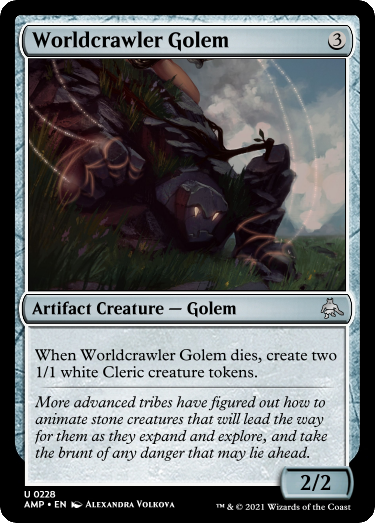 Worldcrawler Golem 3
Artifact Creature — Golem
When Worldcrawler Golem dies, create two
1/1 white Cleric creature tokens.
More advanced tribes have figured out how to
animate stone creatures that will lead the way
for them as they expand and explore, and take
the brunt of any danger that may lie ahead.
2/2
U 0228
AMP • EN Alexandra Volkova ™ & © 2021 Wizards of the Coast